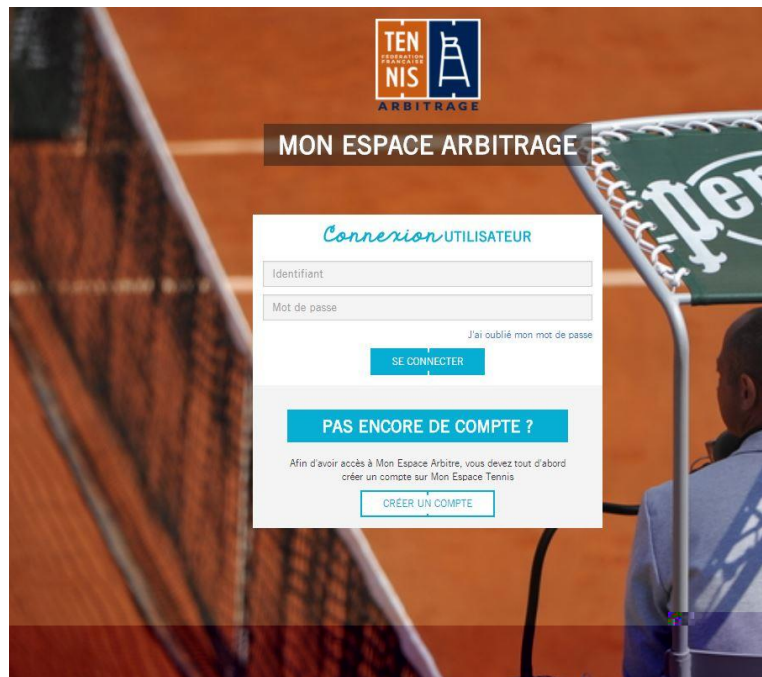 TEN
FÉDÉRATION
FRANÇAISE
NIS
ARBITRAGE
MON ESPACE ARBITRAGE
Connexion UTILISATEUR
Identifiant
Mot de passe
J'ai oublié mon mot de passe
SE CONNECTER
PAS ENCORE DE COMPTE ?
Afin d'avoir accès à Mon Espace Arbitre, vous devez tout d'abord
créer un compte sur Mon Espace Tennis
CRÉER UN COMPTE